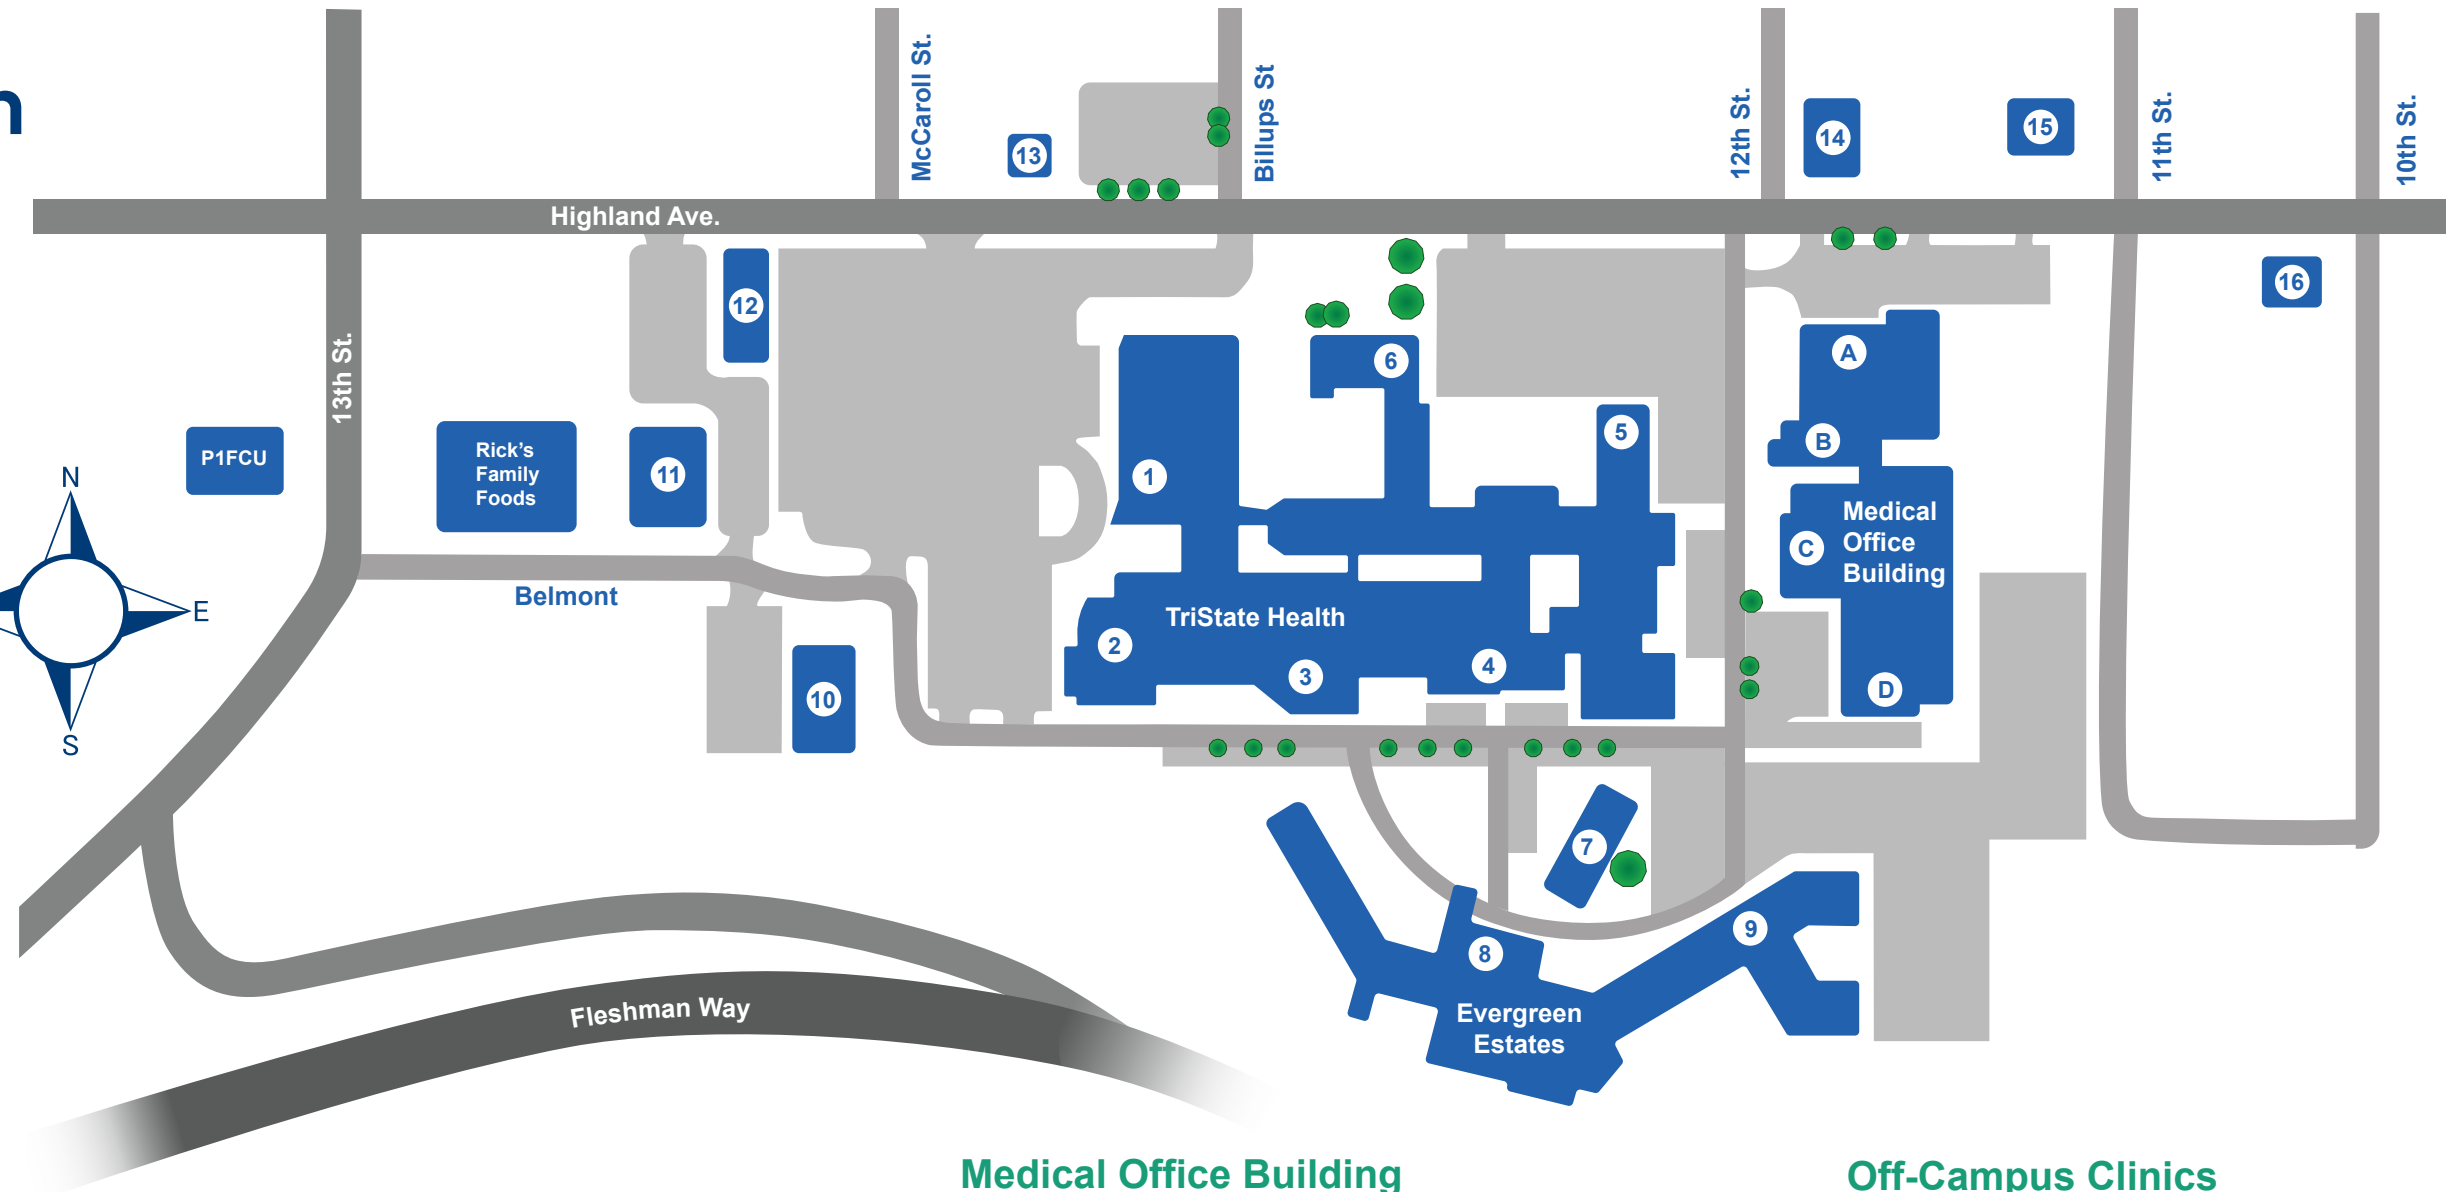 n
McCaroll St.
Billups St
12th St.
11th St.
10th St.
13
14
15
Highland Ave.
16
12
6
A
13th St.
5
B
P1FCU
Rick's
Family
Foods
11
1
N
E
S
Medical
Office
Building
C
Belmont
TriState Health
2
3
4
D
10
7
8
9
Evergreen
Estates
Fleshman Way
Medical Office Building
Off-Campus Clinics